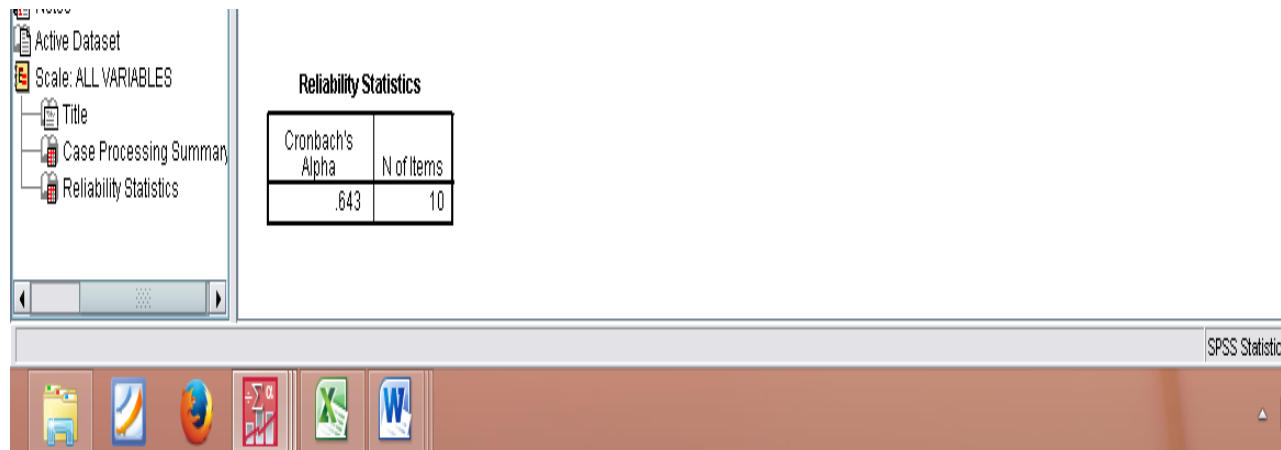 Active Dataset
Scale: ALL VARIABLES
Title
Case Processing Summary
Reliability Statistics
Reliability Statistics
Cronbach's
Alpha
N of Items
.643
10
SPSS Statistic